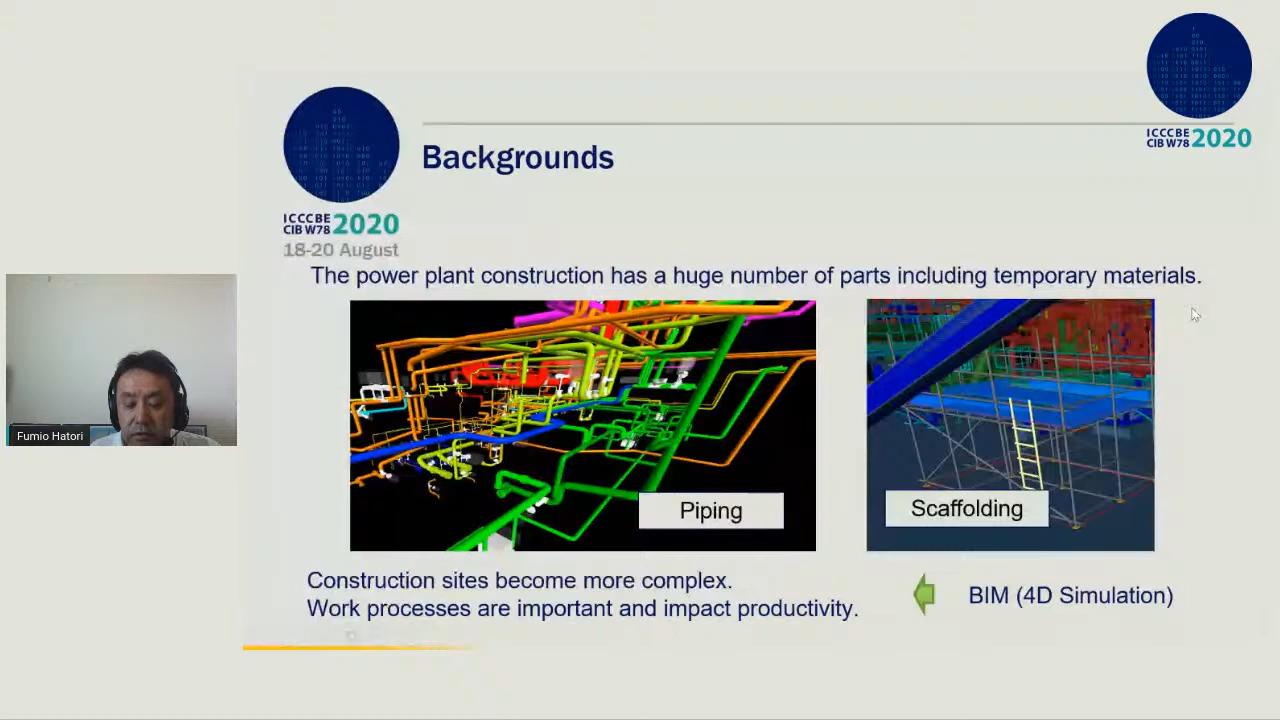 ICCCBE
CIB W78 2020
Backgrounds
ICCCBE
CIB W78 2020
18-20 August
The power plant construction has a huge number of parts including temporary materials.
Fumio Hatori
Piping
Scaffolding
Construction sites become more complex.
Work processes are important and impact productivity.
BIM (4D Simulation)